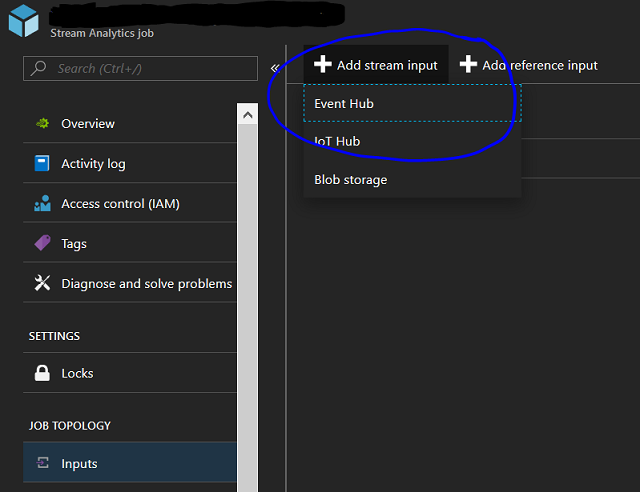 Stream Analytics job
Search (Ctrl+/)
«
Add stream input
Add reference input
Event Hub
IoT Hub
Blob storage
Overview
Activity log
Access control (IAM)
Tags
Diagnose and solve problems
SETTINGS
Locks
JOB TOPOLOGY
Inputs